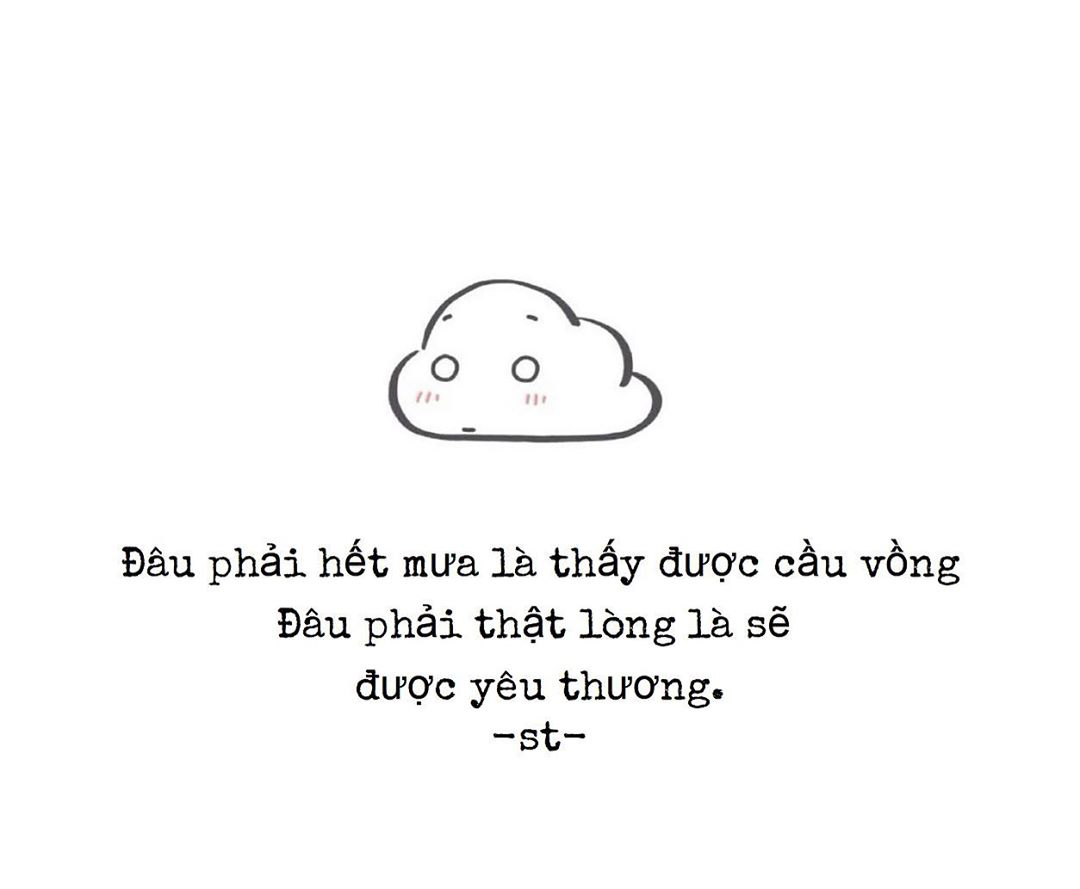 Đâu phải hết mưa là thấy được cầu vồng
Đâu phải thật lòng là sẽ
được yêu thương.
-st-